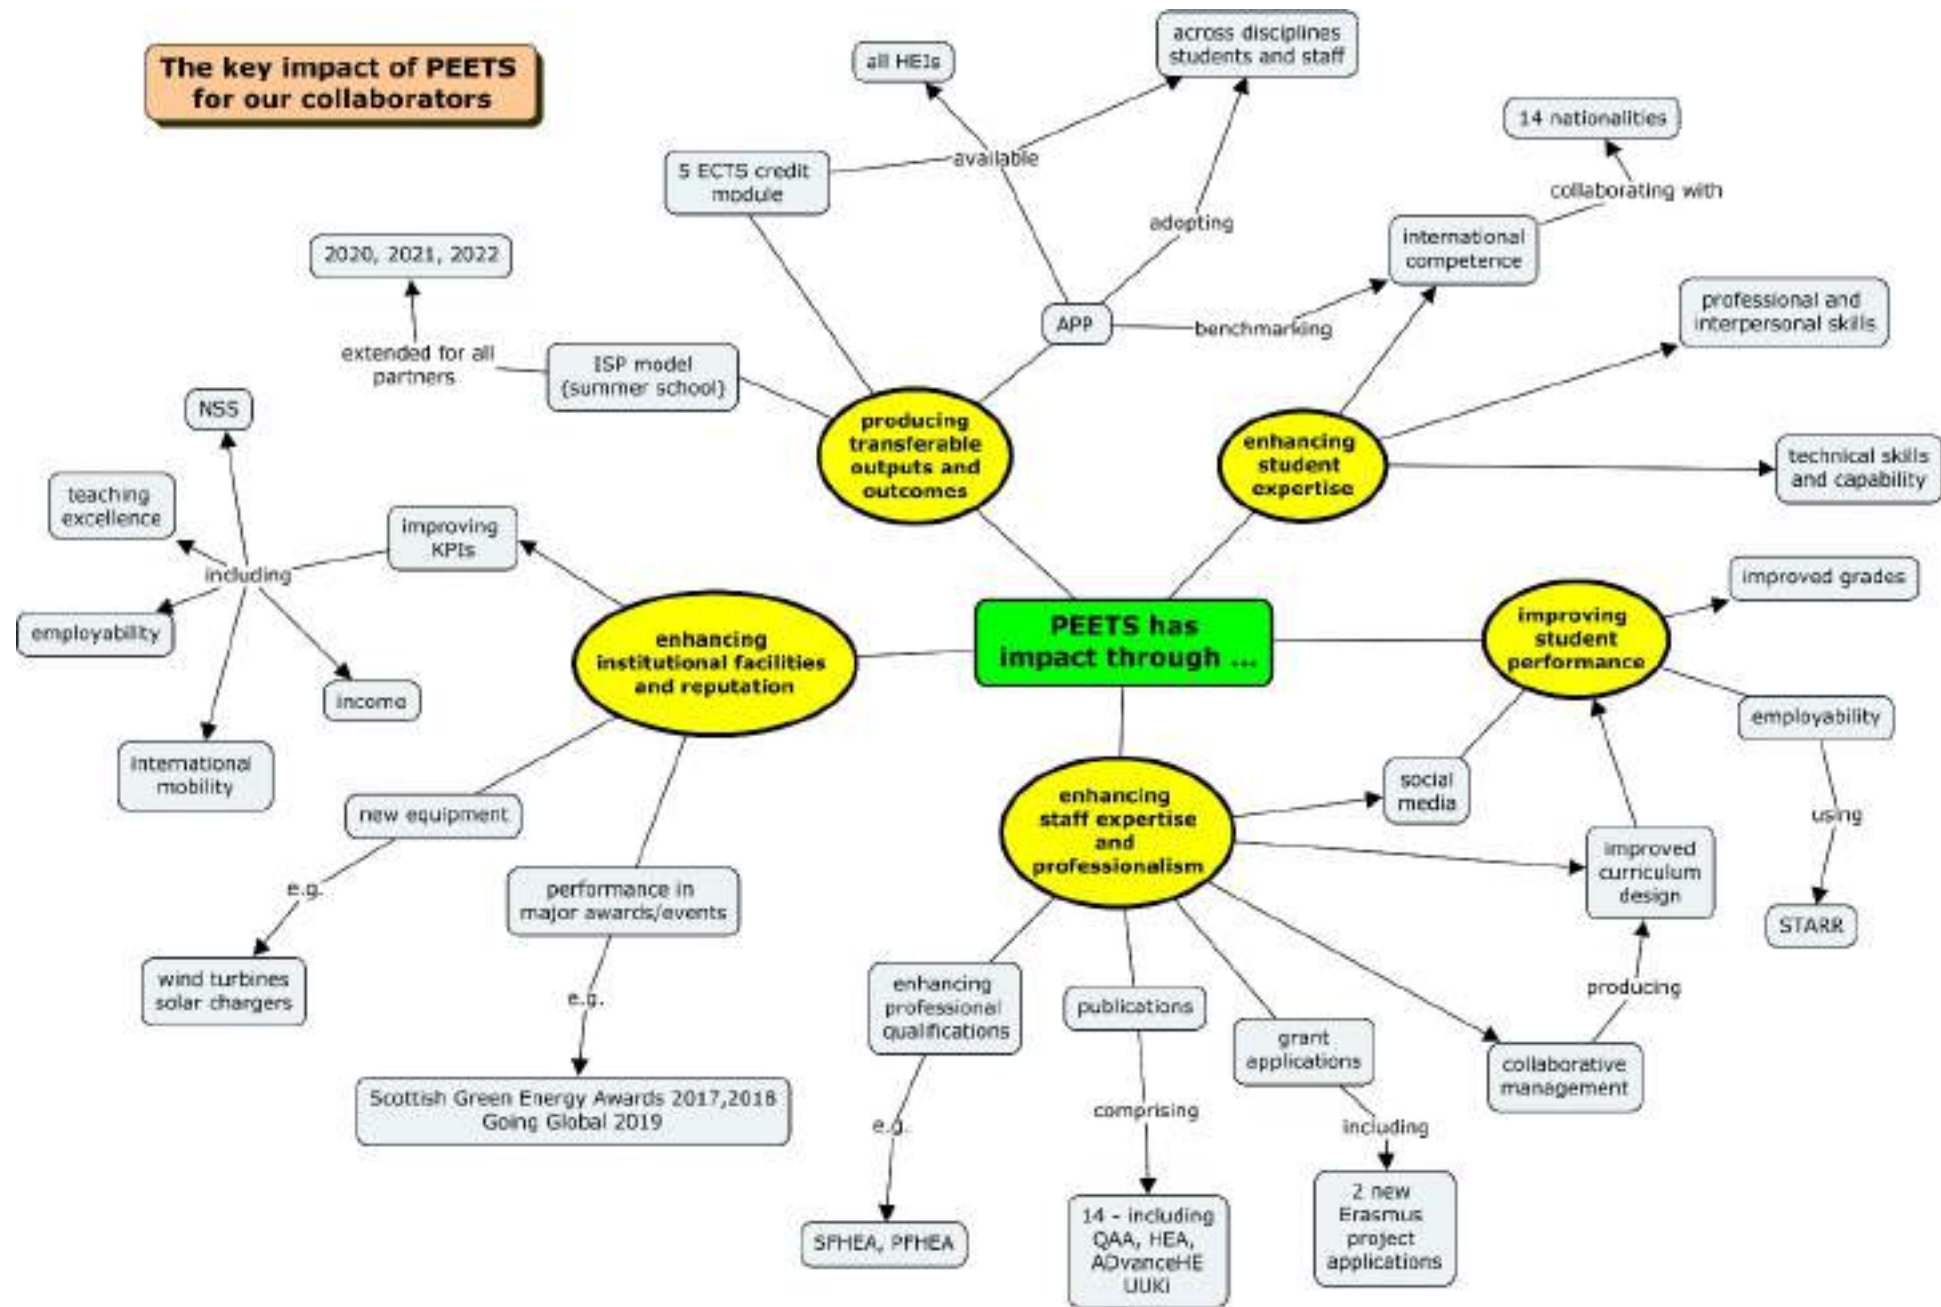 The key impact of PEETS
for our collaborators
all HEIs
across disciplines
students and staff
14 nationalities
5 ECTS credit
module
available
collaborating with
adopting
2020, 2021, 2022
international
competence
professional and
interpersonal skills
APP
benchmarking
extended for all
partners
ISP model
(summer school)
NSS
producing
transferable
outputs and
outcomes
enhancing
student
expertise
technical skills
and capability
teaching
excellence
improving
KPIs
including
employability
income
international
mobility
enhancing
institutional facilities
and reputation
PEETS has
impact through ...
improving
student
performance
improved grades
employability
using
STARR
social
media
improved
curriculum
design
enhancing
staff expertise
and
professionalism
new equipment
e.g.
wind turbines
solar chargers
performance in
major awards/events
e.g.
Scottish Green Energy Awards 2017,2018
Going Global 2019
enhancing
professional
qualifications
e.g.
SFHEA, PFHEA
publications
comprising
14 - including
QAA, HEA,
ADvanceHE
UUKi
grant
applications
including
2 new
Erasmus
project
applications
producing
collaborative
management